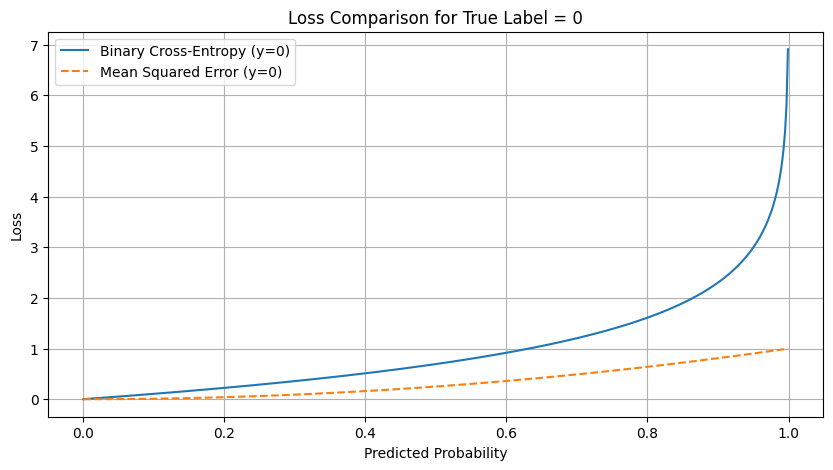 Loss Comparison for True Label = 0
Binary Cross-Entropy (y=0)
Mean Squared Error (y=0)
7
6
5
4
3
2
1
0
Loss
0.0 0.2 0.4 0.6 0.8 1.0
Predicted Probability